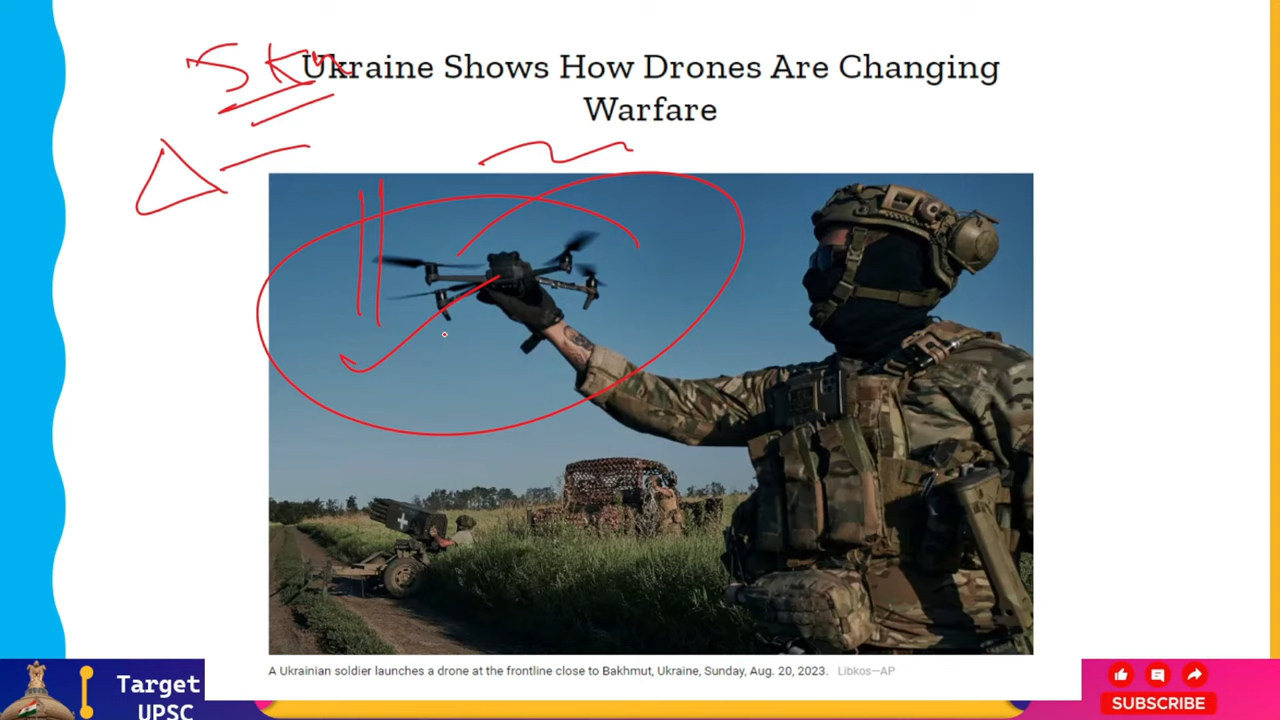 Sky
Ukraine Shows How Drones Are Changing
Warfare
A Ukrainian soldier launches a drone at the frontline close to Bakhmut, Ukraine, Sunday, Aug. 20, 2023. Libkos—AP
Target
UPSC
SUBSCRIBE